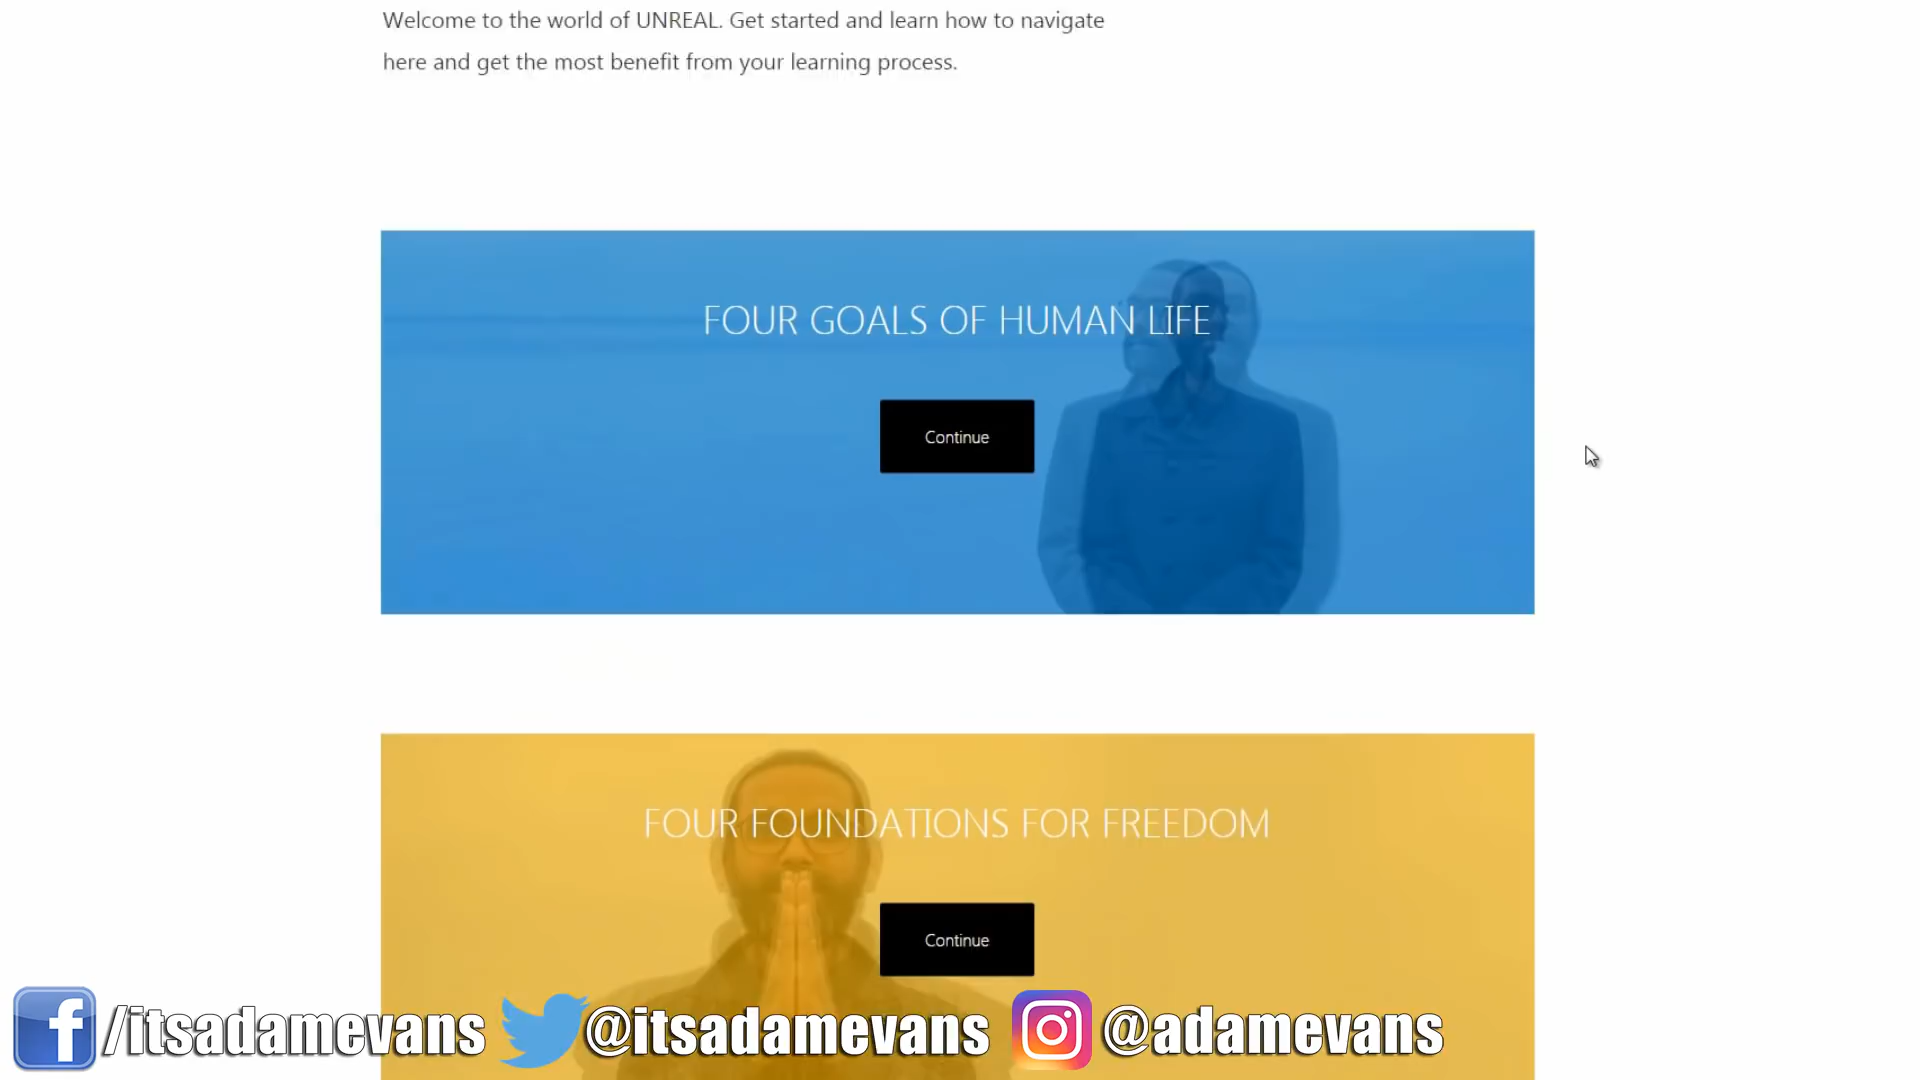 Welcome to the world of UNREAL. Get started and learn how to navigate
here and get the most benefit from your learning process.
FOUR GOALS OF HUMAN LIFE
Continue
FOUR FOUNDATIONS FOR FREEDOM
Continue
/itsadamevans @itsadamevans @adamevans